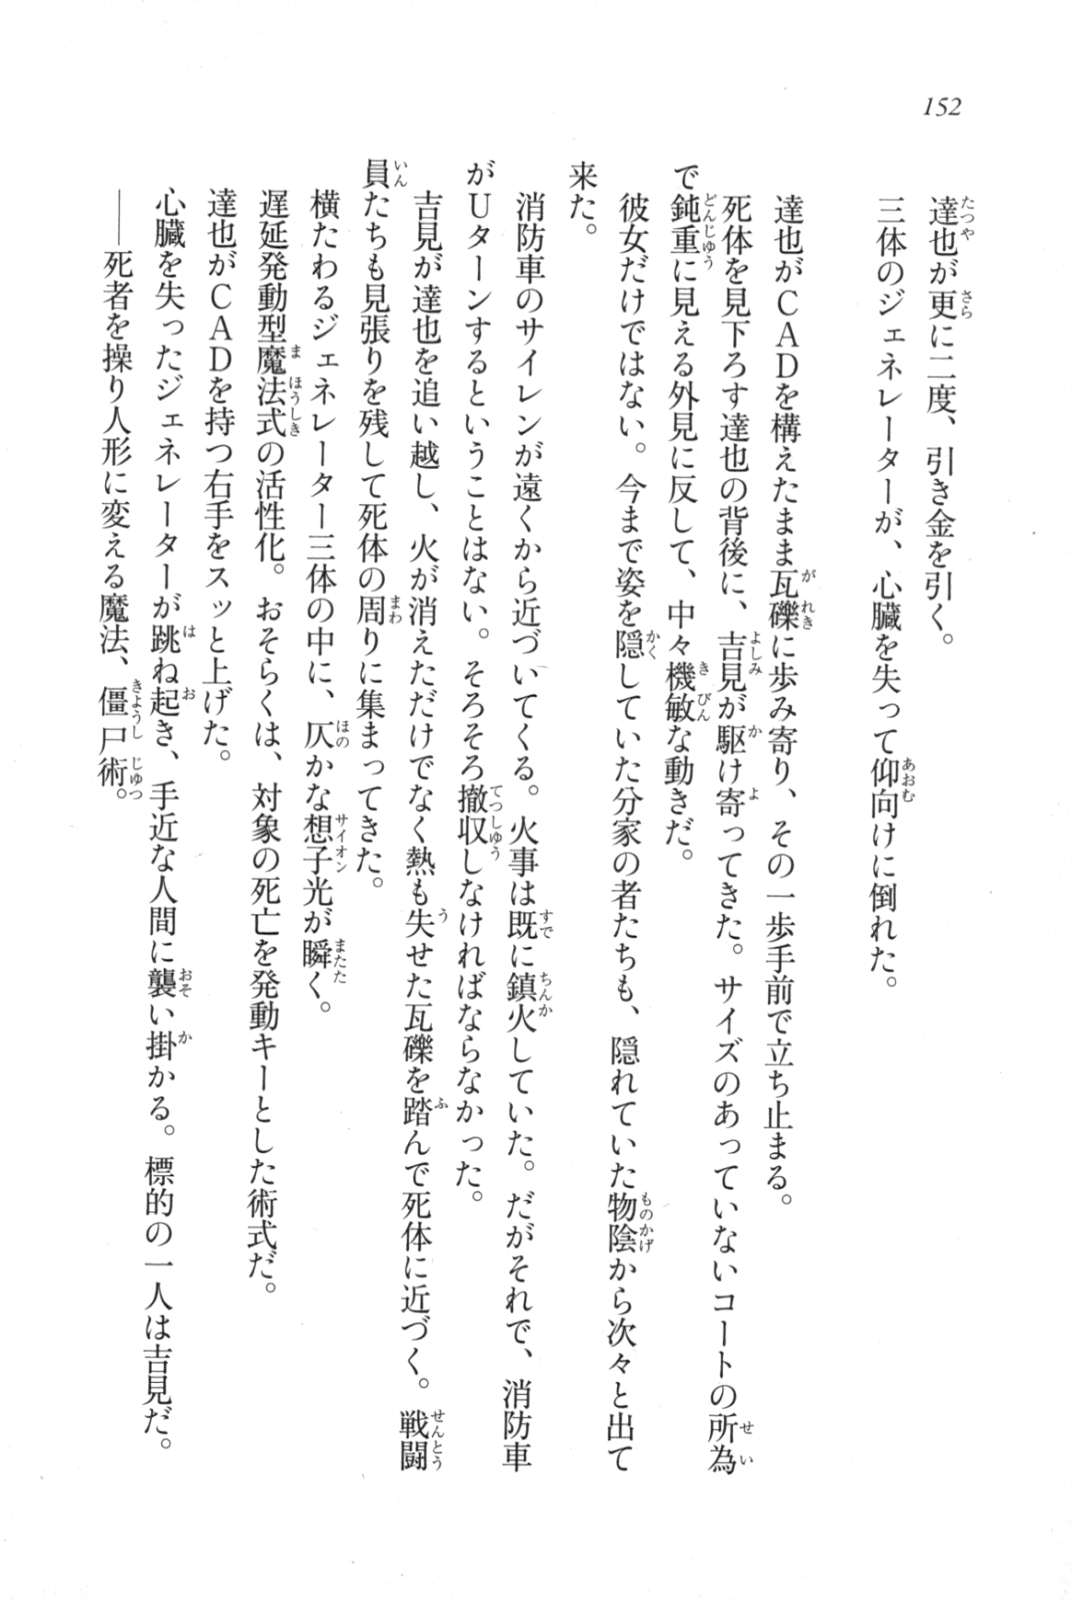 152
達也が更に二度、引き金を引く。
三体のジェネレーターが、心臓を失って仰向けに倒れた。
達也がＣＡＤを構えたまま瓦礫に歩み寄り、その一歩手前で立ち止まる。
死体を見下ろす達也の背後に、吉見が駆け寄ってきた。サイズのあっていないコートの所為
で鈍重に見える外見に反して、中々機敏な動きだ。
彼女だけではない。今まで姿を隠していた分家の者たちも、隠れていた物陰から次々と出て
来た。
消防車のサイレンが遠くから近づいてくる。火事は既に鎮火していた。だがそれで、消防車
がＵターンするということはない。そろそろ撤収しなければならなかった。
吉見が達也を追い越し、火が消えただけでなく熱も失せた瓦礫を踏んで死体に近づく。戦闘
員たちも見張りを残して死体の周りに集まってきた。
横たわるジェネレーター三体の中に、仄かな想子光が瞬く。
遅延発動型魔法式の活性化。おそらくは、対象の死亡を発動キーとした術式だ。
達也がＣＡＤを持つ右手をスッと上げた。
心臓を失ったジェネレーターが跳ね起き、手近な人間に襲い掛かる。標的の一人は吉見だ。
――死者を操り人形に変える魔法、僵尸術。